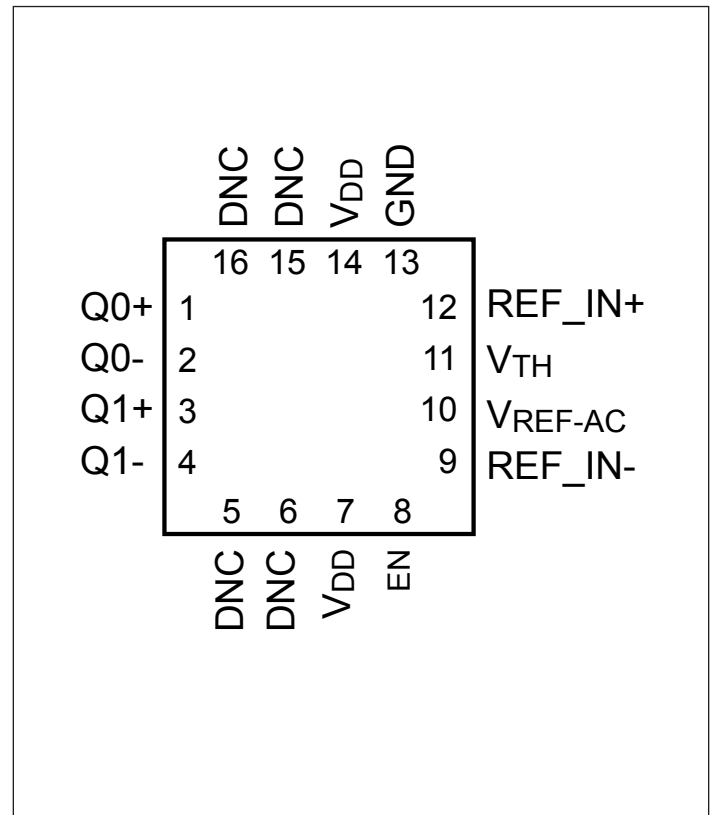 DNC DNC VDD GND
16 15 14 13
Q0+ 1 12 REF_IN+
Q0- 2 11 VTH
Q1+ 3 10 VREF-AC
Q1- 4 9 REF_IN-
5 6 7 8
DNC DNC VDD EN